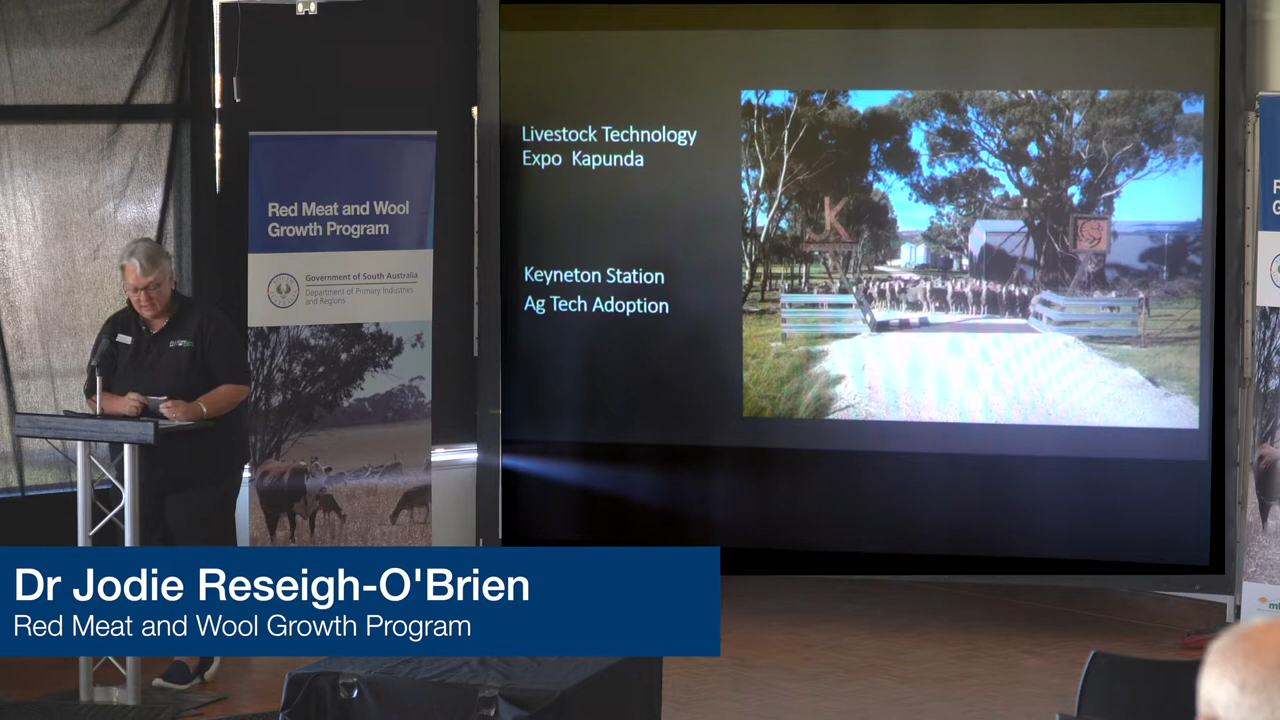 Red Meat and Wool
Growth Program
Government of South Australia
Department of Primary Industries
and Regions
Livestock Technology
Expo Kapunda
Keyneton Station
Ag Tech Adoption
JK
Dr Jodie Reseigh-O'Brien
Red Meat and Wool Growth Program